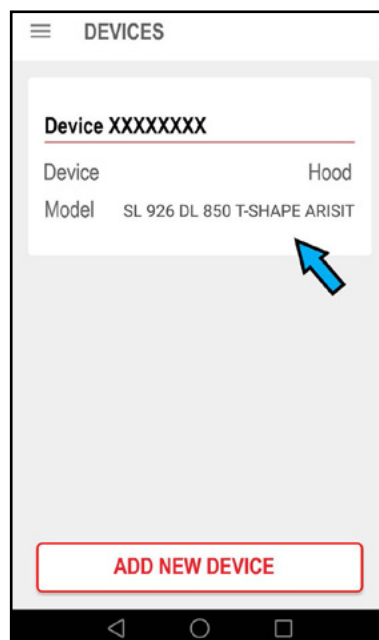 DEVICES
Device XXXXXXXX
Device Hood
Model SL 926 DL 850 T-SHAPE ARISIT
ADD NEW DEVICE